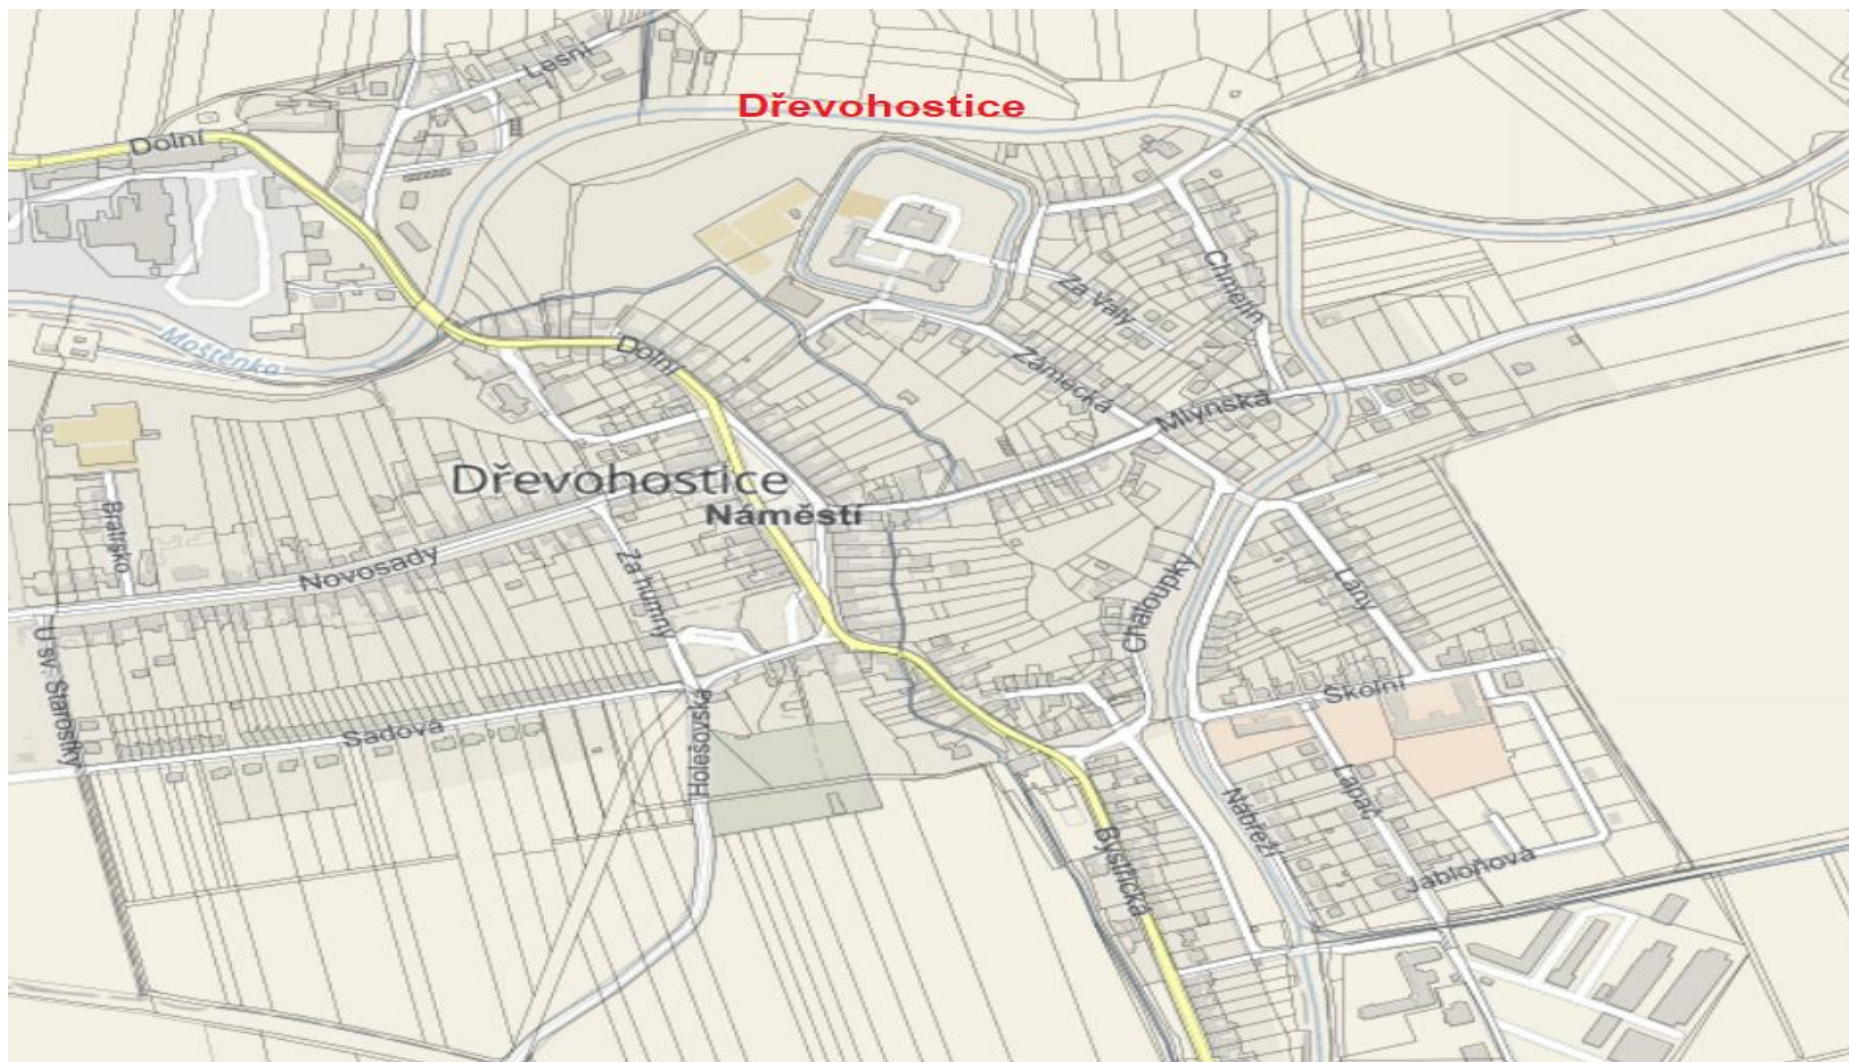 Lesní
Dřevohostice
Dolní
Za Valy
Chmelín
Moštěnka
Dolní
Zámecká
Mlýnská
Dřevohostice
Náměstí
Bratrsko
Novosady
Za humny
Chaloupky
Lány
U sv. Starostky
Školní
Sadová
Holešovská
Nábřeží
Lapač
Bystřická
Jabloňová